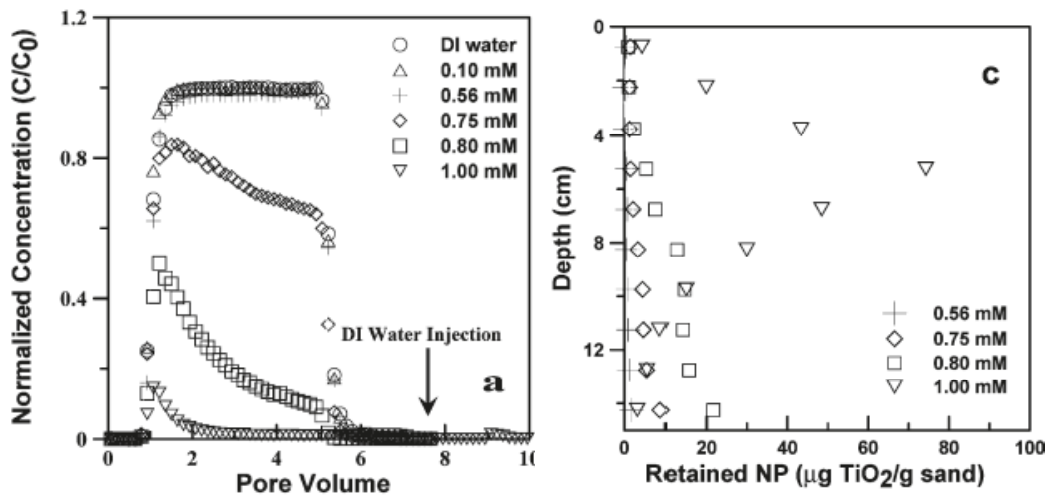 1.2
0.8
0.4
0
0
2
4
6
8
10
Normalized Concentration (C/C₀)
Pore Volume
DI water
0.10 mM
0.56 mM
0.75 mM
0.80 mM
1.00 mM
DI Water Injection
a
0
4
8
12
0
20
40
60
80
100
Depth (cm)
Retained NP (μg TiO₂/g sand)
c
0.56 mM
0.75 mM
0.80 mM
1.00 mM